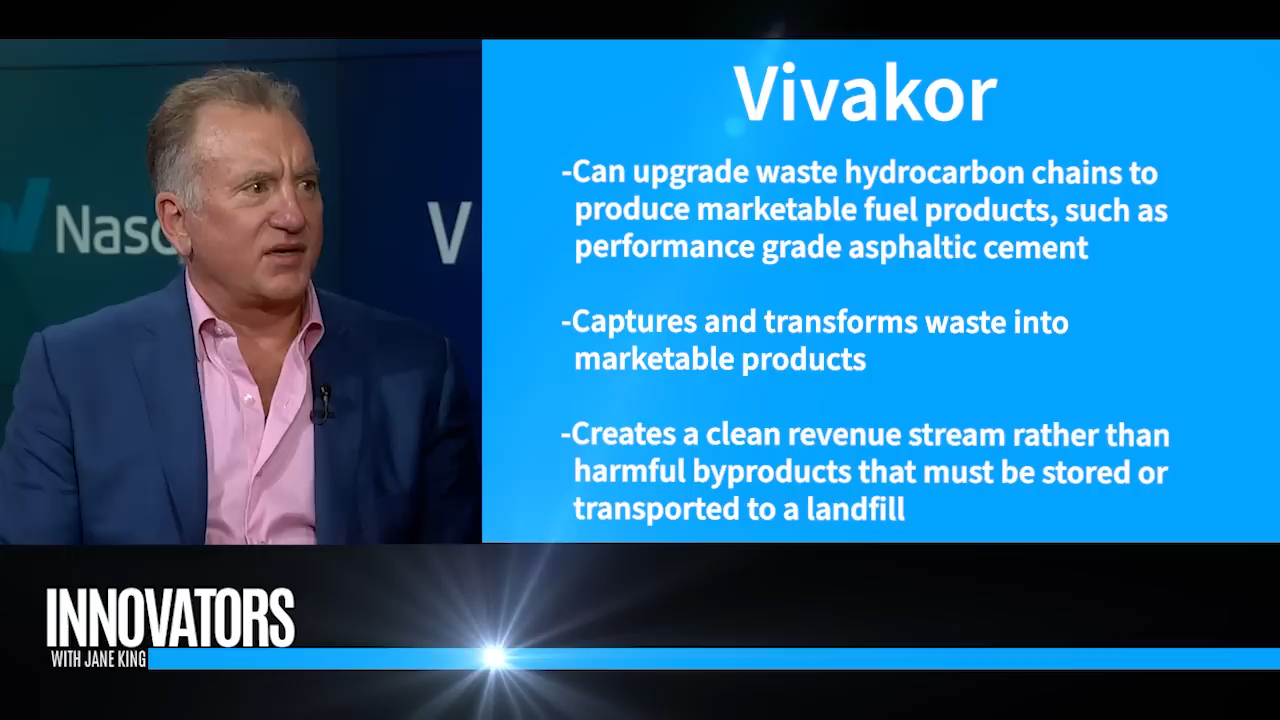 Vivakor
-Can upgrade waste hydrocarbon chains to
produce marketable fuel products, such as
performance grade asphaltic cement
-Captures and transforms waste into
marketable products
-Creates a clean revenue stream rather than
harmful byproducts that must be stored or
transported to a landfill
Nasd
V
INNOVATORS
WITH JANE KING